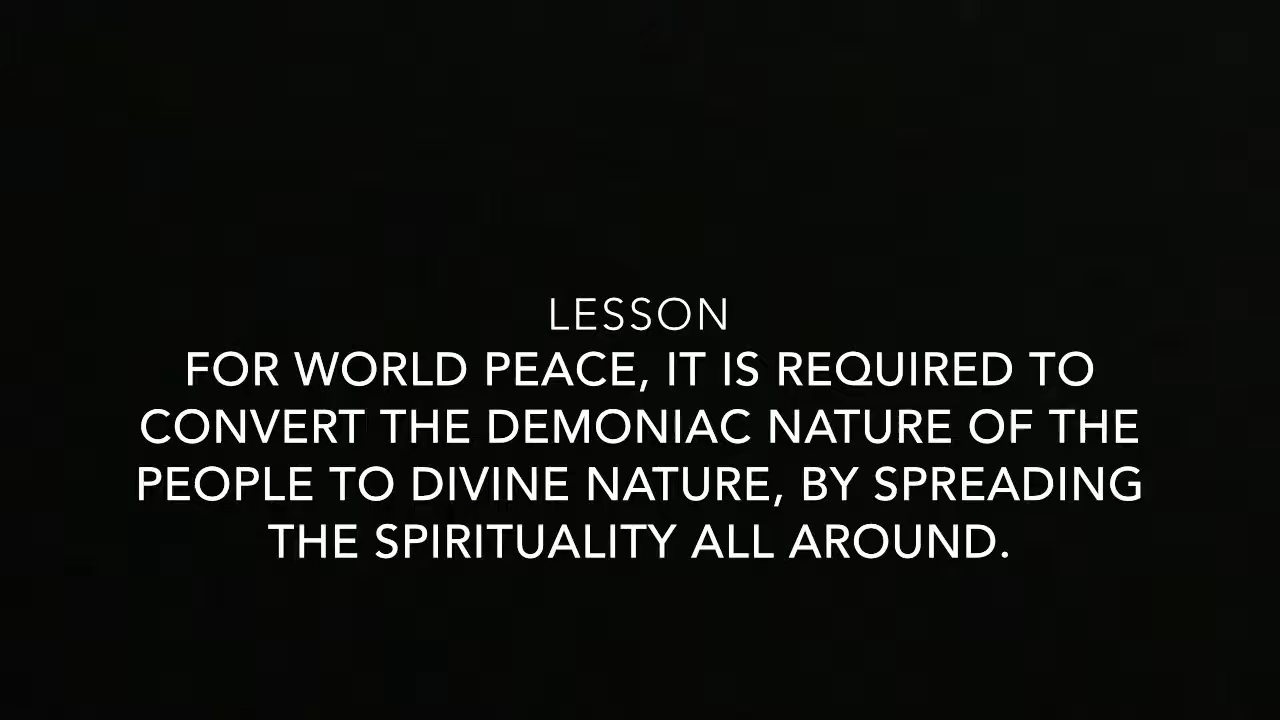 LESSON
FOR WORLD PEACE, IT IS REQUIRED TO
CONVERT THE DEMONIAC NATURE OF THE
PEOPLE TO DIVINE NATURE, BY SPREADING
THE SPIRITUALITY ALL AROUND.